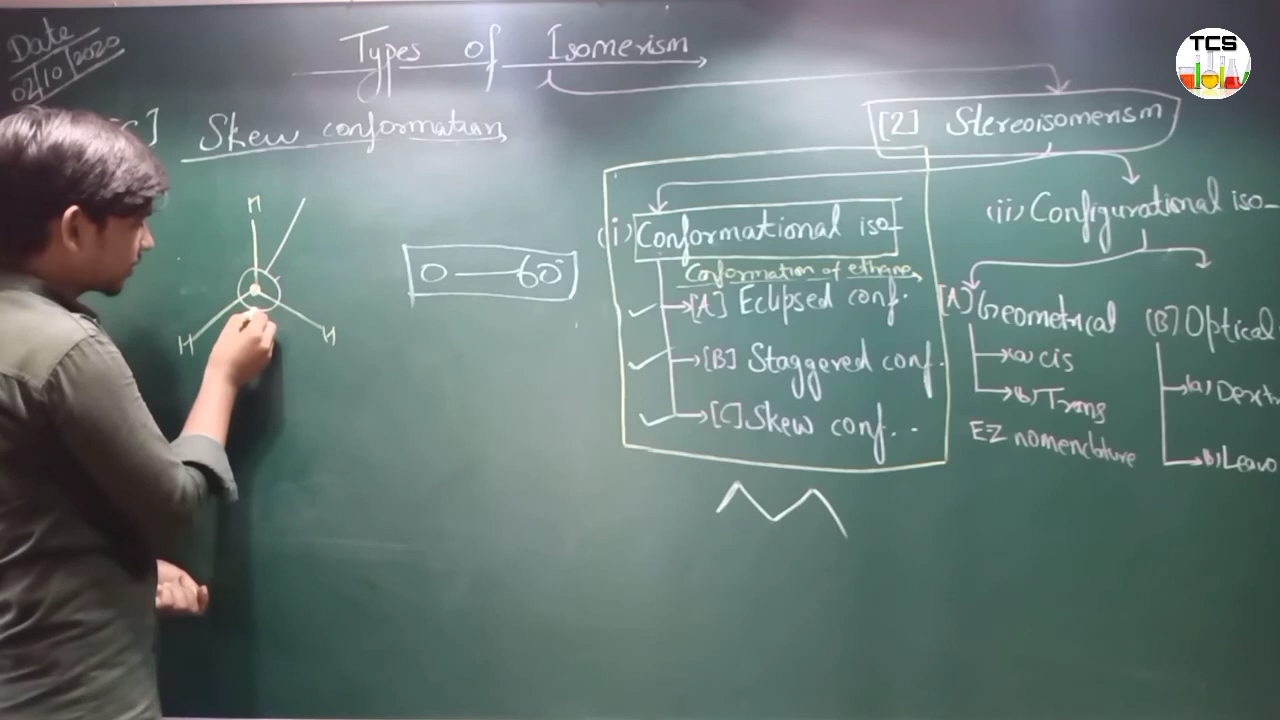 Date
02/10/2020
Types of Isomerism
TCS
C] Skew conformation
[2] Stereoisomerism
(i) Conformational iso-
(ii) Configurational iso-
Conformation of ethane
[A] Eclipsed conf.
[B] Staggered conf.
[C] Skew conf...
[A] Geometrical
(a) cis
(b) Trans
E-Z nomenclature
(B) Optical
(a) Dextr
(b) Leavo
0 — 60°
H
H
H